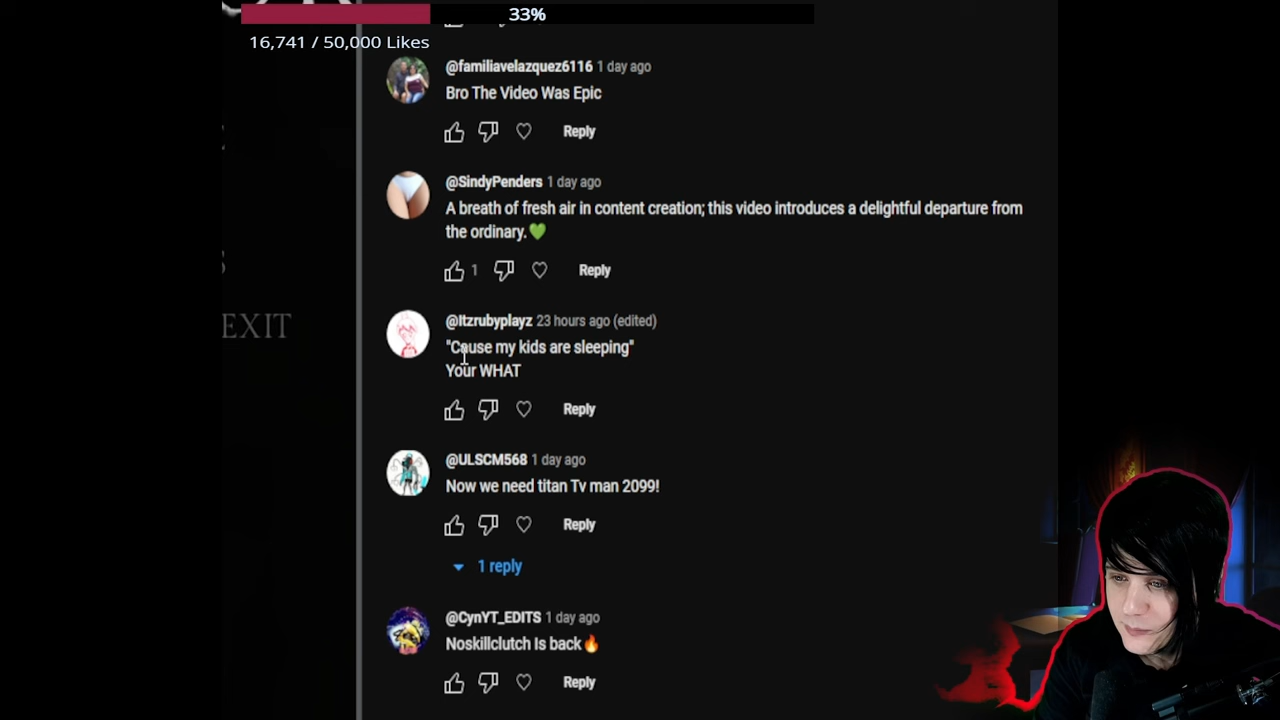 33%
16,741 / 50,000 Likes
@familiavelazquez6116 1 day ago
Bro The Video Was Epic
Reply
@SindyPenders 1 day ago
A breath of fresh air in content creation; this video introduces a delightful departure from
the ordinary.💚
1 Reply
EXIT
@Itzrubyplayz 23 hours ago (edited)
"Cause my kids are sleeping"
Your WHAT
Reply
@ULSCM568 1 day ago
Now we need titan Tv man 2099!
Reply
1 reply
@CynYT_EDITS 1 day ago
Noskillclutch Is back🔥
Reply